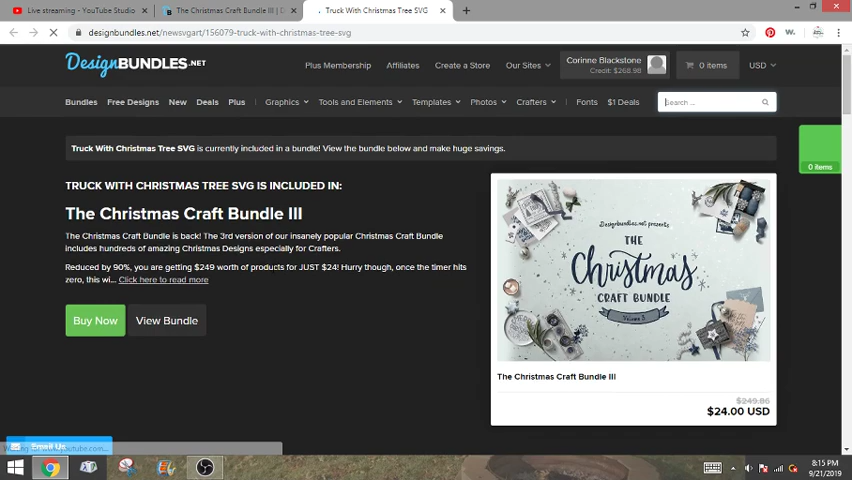 Live streaming - YouTube Studio
The Christmas Craft Bundle III | D
Truck With Christmas Tree SVG
designbundles.net/newsvgart/156079-truck-with-christmas-tree-svg
DesignBUNDLES.NET
Plus Membership Affiliates Create a Store Our Sites
Corinne Blackstone
Credit: $268.98
0 items
USD
Bundles Free Designs New Deals Plus Graphics Tools and Elements Templates Photos Crafters Fonts $1 Deals
Search ...
Truck With Christmas Tree SVG is currently included in a bundle! View the bundle below and make huge savings.
0 items
TRUCK WITH CHRISTMAS TREE SVG IS INCLUDED IN:
The Christmas Craft Bundle III
The Christmas Craft Bundle is back! The 3rd version of our insanely popular Christmas Craft Bundle
includes hundreds of amazing Christmas Designs especially for Crafters.
Reduced by 90%, you are getting $249 worth of products for JUST $24! Hurry though, once the timer hits
zero, this wi... Click here to read more
Buy Now View Bundle
Designbundles.net presents
THE
Christmas
CRAFT BUNDLE
Volume 3
The Christmas Craft Bundle III
$249.86
$24.00 USD
Email Us
8:15 PM
9/21/2019